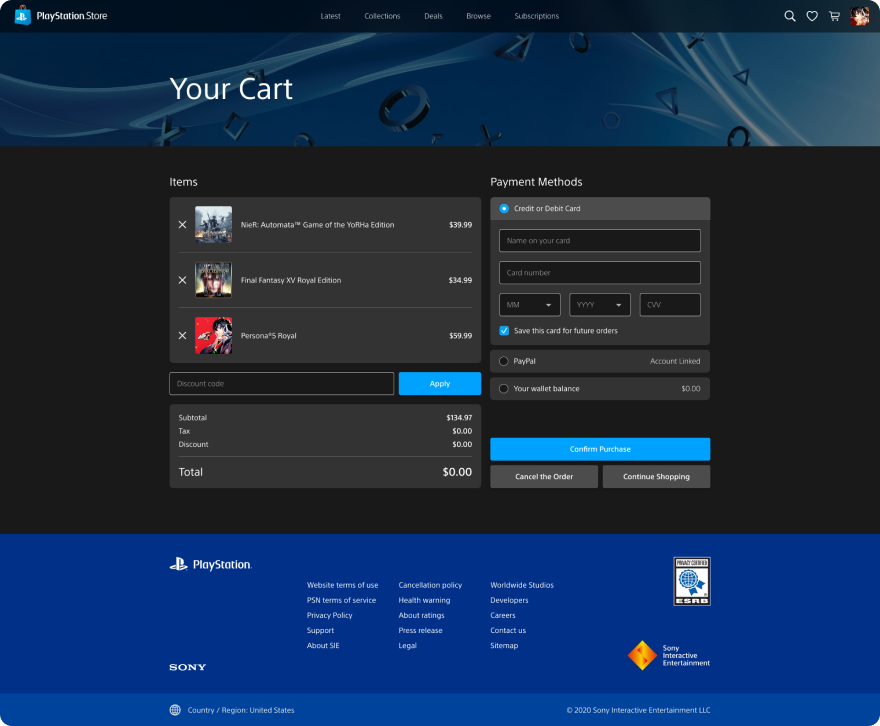 PlayStation.Store
Latest
Collections
Deals
Browse
Subscriptions
Your Cart
Items
NieR: Automata™ Game of the YoRHa Edition
$39.99
Final Fantasy XV Royal Edition
$34.99
Persona®5 Royal
$59.99
Discount code
Apply
Subtotal
$134.97
Tax
$0.00
Discount
$0.00
Total
$0.00
Payment Methods
Credit or Debit Card
Name on your card
Card number
MM
YYYY
CVV
Save this card for future orders
PayPal
Account Linked
Your wallet balance
$0.00
Confirm Purchase
Cancel the Order
Continue Shopping
PlayStation.
Website terms of use
PSN terms of service
Privacy Policy
Support
About SIE
Cancellation policy
Health warning
About ratings
Press release
Legal
Worldwide Studios
Developers
Careers
Contact us
Sitemap
PRIVACY CERTIFIED
ESRB
SONY
Sony
Interactive
Entertainment
Country / Region: United States
© 2020 Sony Interactive Entertainment LLC